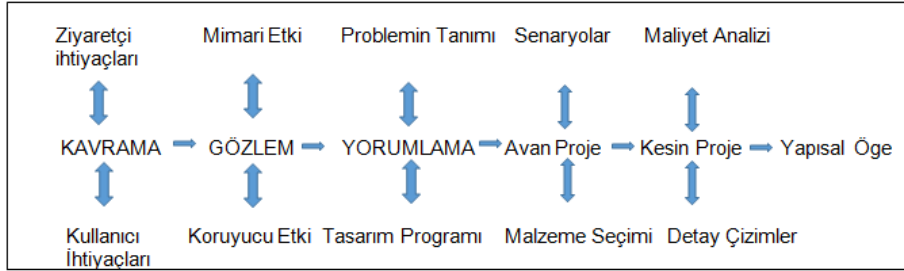 Ziyaretçi Mimari Etki Problemin Tanımı Senaryolar Maliyet Analizi
ihtiyaçları
KAVRAMA GÖZLEM YORUMLAMA Avan Proje Kesin Proje Yapısal Öge
Kullanıcı Koruyucu Etki Tasarım Programı Malzeme Seçimi Detay Çizimler
İhtiyaçları